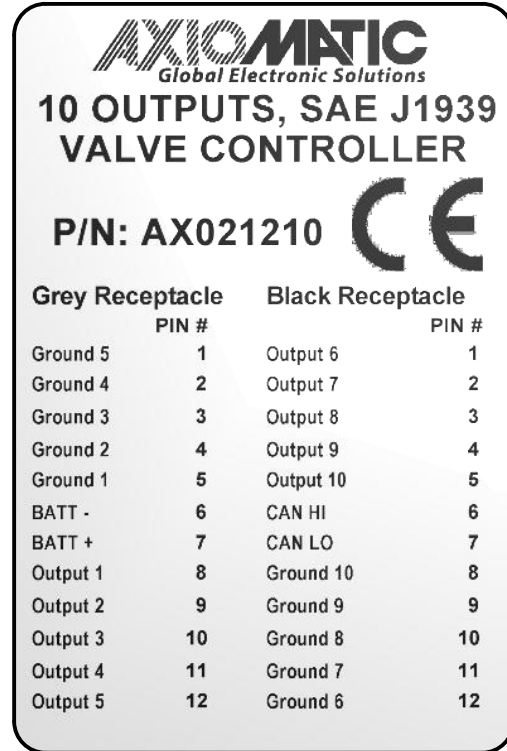 AXIOMATIC
Global Electronic Solutions
10 OUTPUTS, SAE J1939
VALVE CONTROLLER
P/N: AX021210 CE
Grey Receptacle Black Receptacle
PIN # PIN #
Ground 5 1 Output 6 1
Ground 4 2 Output 7 2
Ground 3 3 Output 8 3
Ground 2 4 Output 9 4
Ground 1 5 Output 10 5
BATT - 6 CAN HI 6
BATT + 7 CAN LO 7
Output 1 8 Ground 10 8
Output 2 9 Ground 9 9
Output 3 10 Ground 8 10
Output 4 11 Ground 7 11
Output 5 12 Ground 6 12